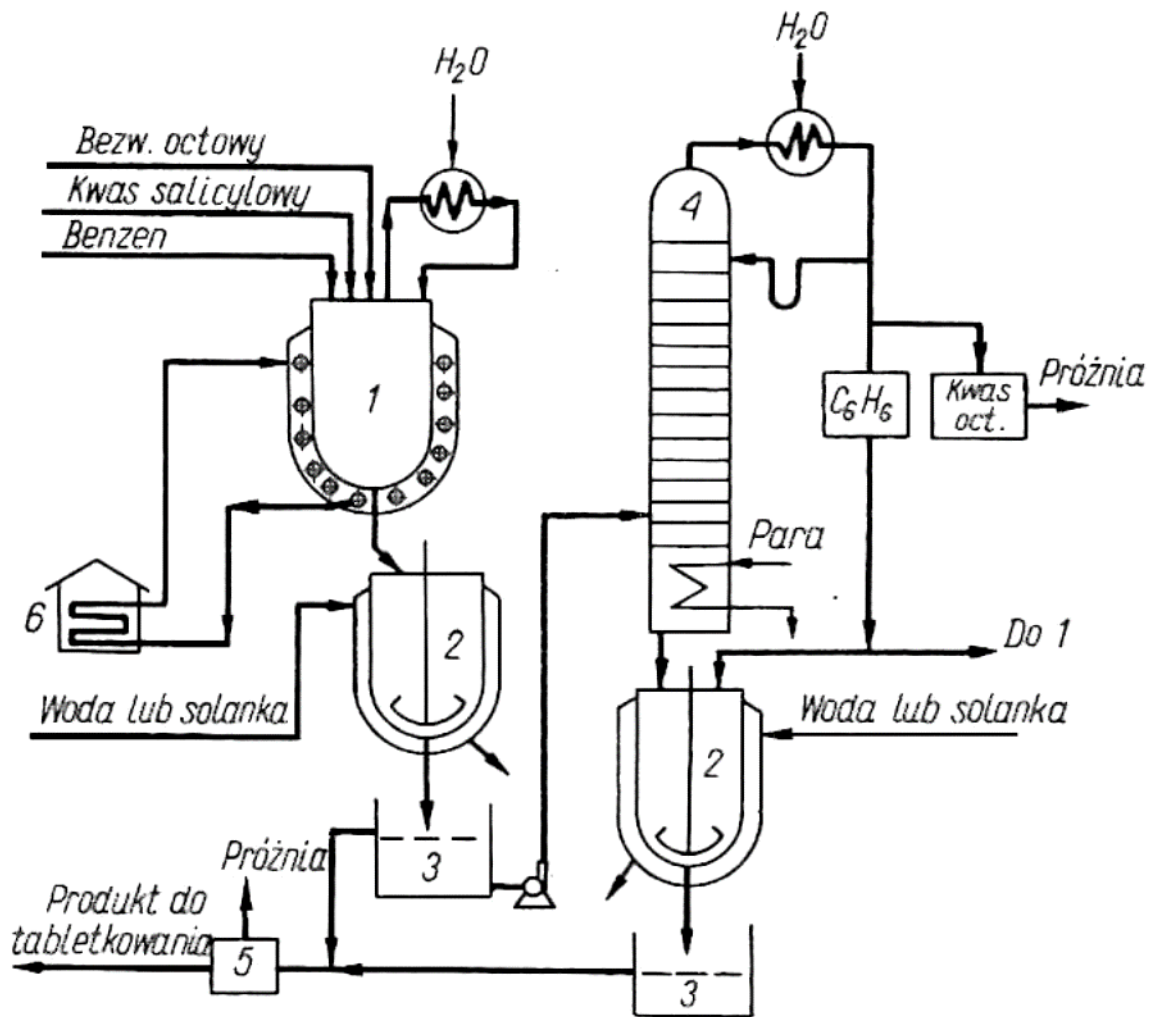 H₂O
H₂O
Bezw. octowy
Kwas salicylowy
Benzen
4
1
C₆H₆
Kwas
oct.
Próżnia
Para
6
2
Do 1
Woda lub solanka
Woda lub solanka
2
Próżnia
3
Produkt do
tabletkowania
5
3